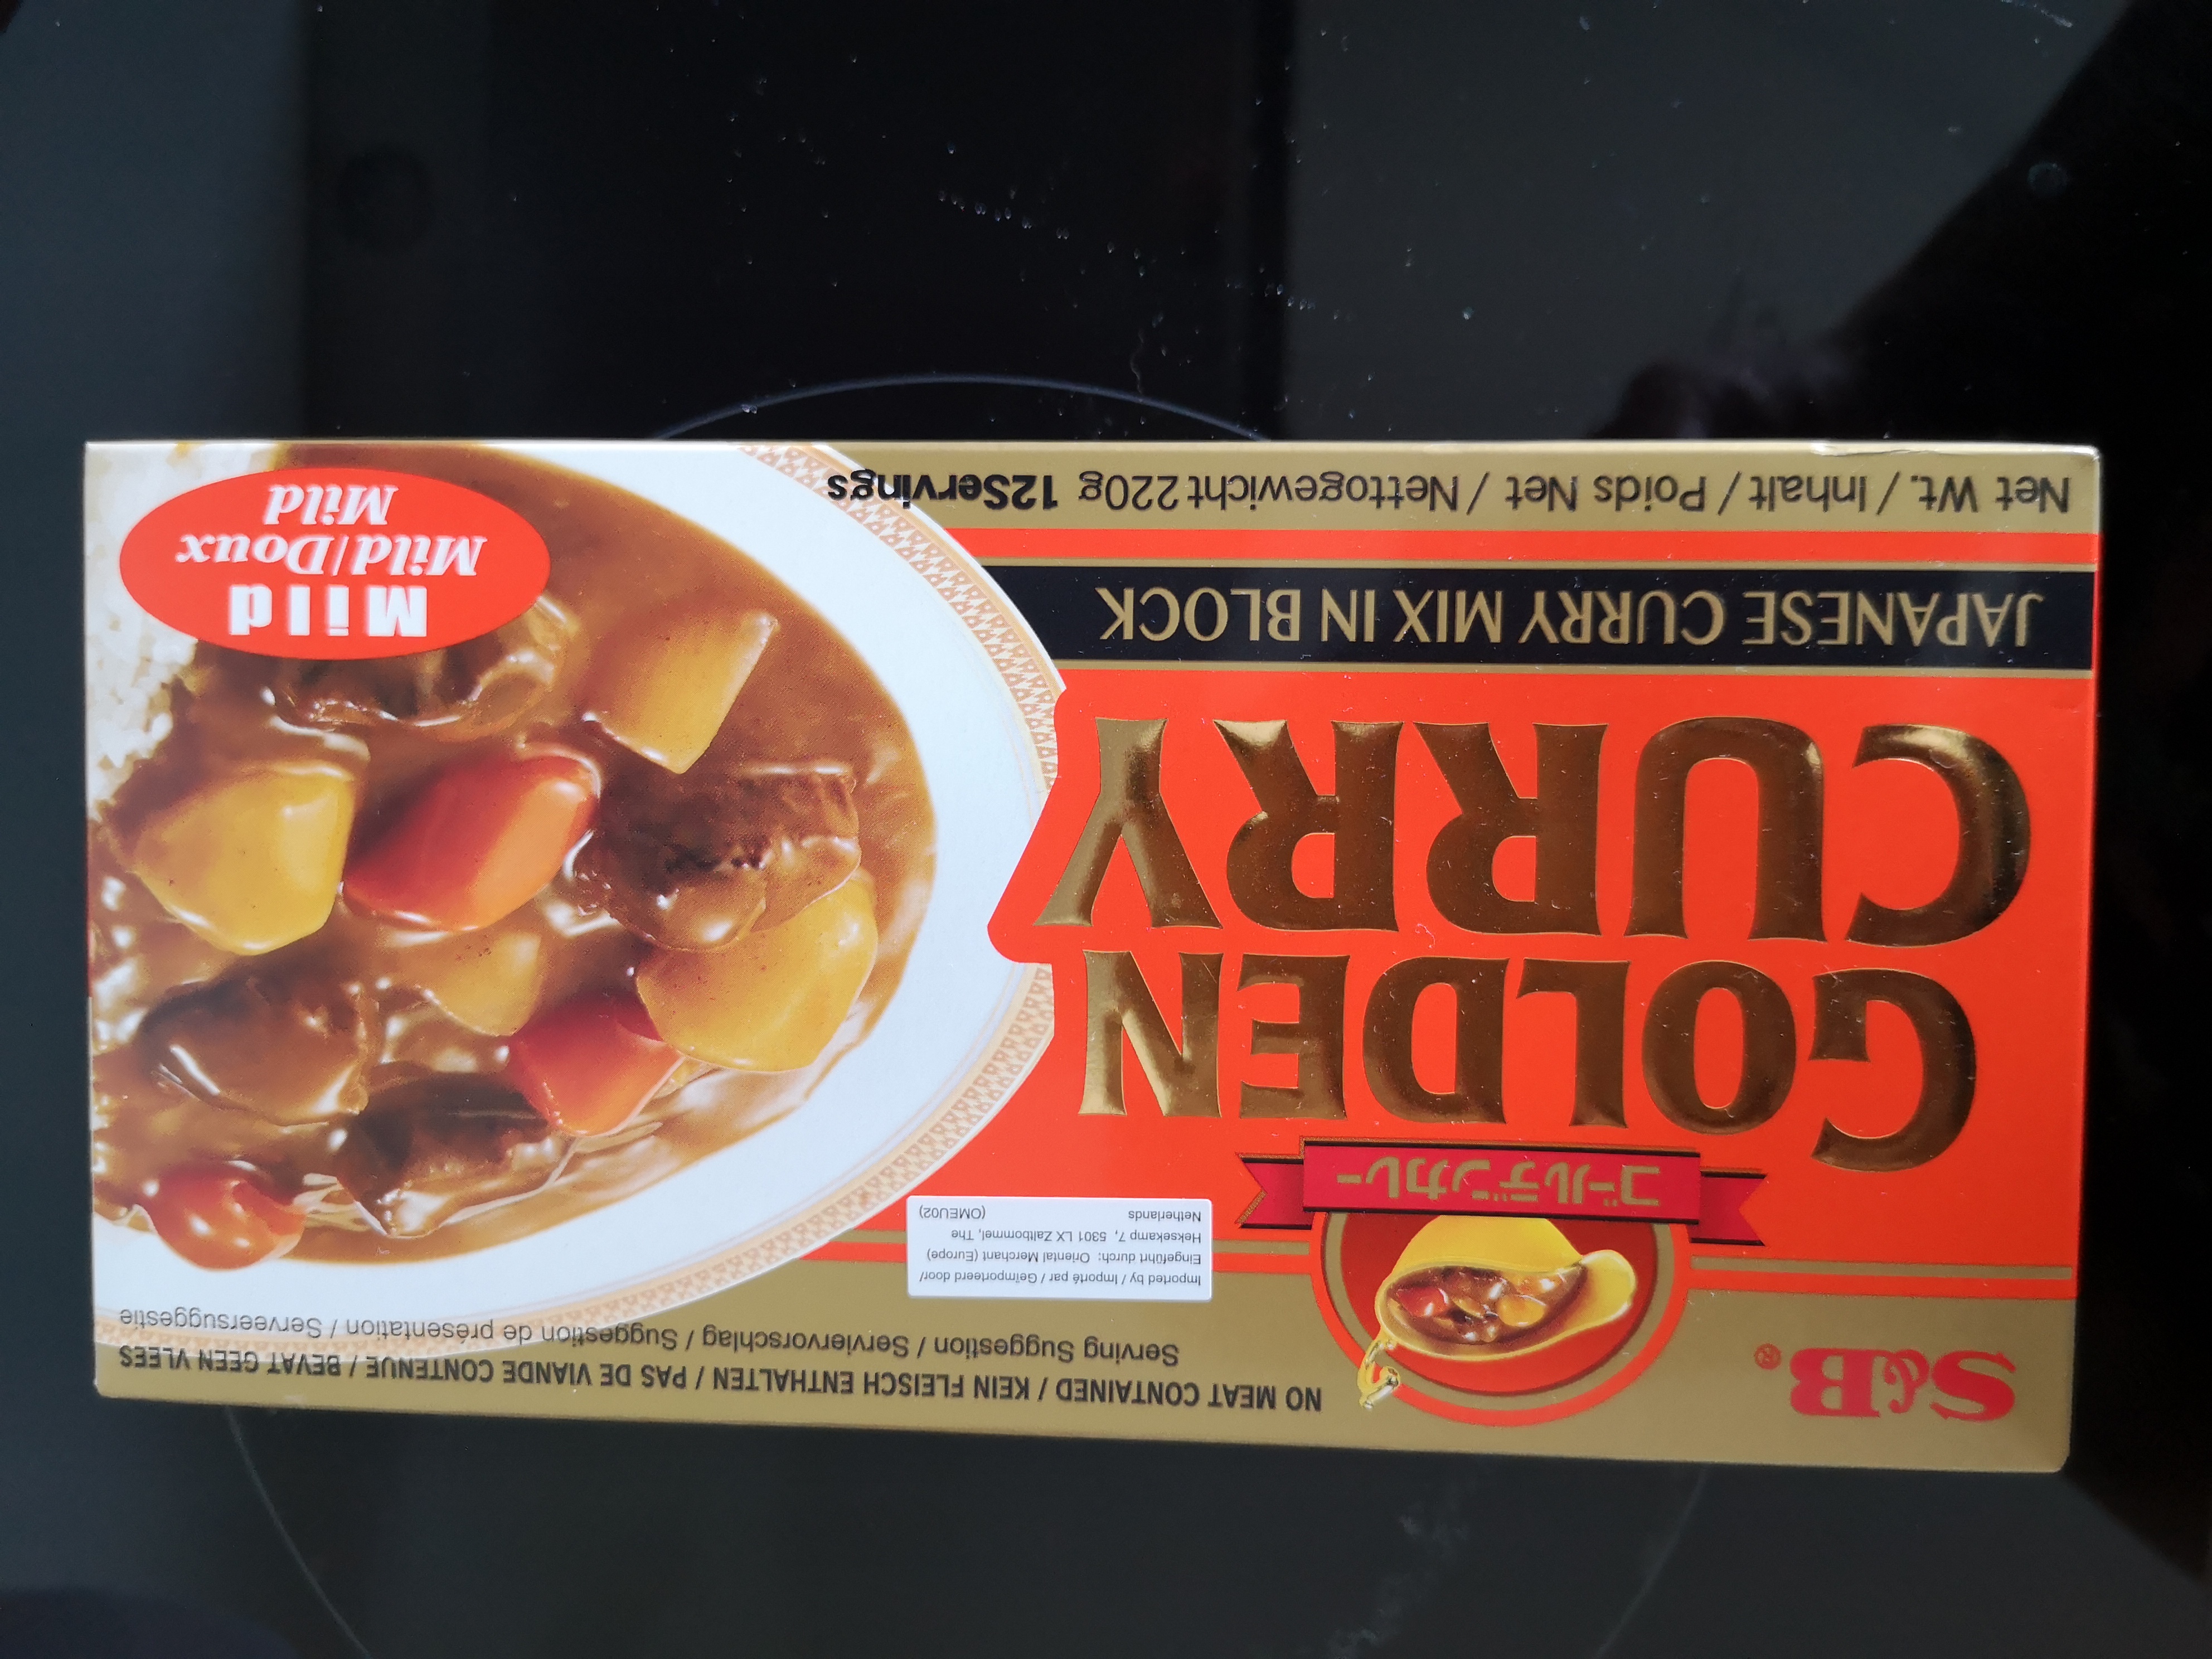 S&B®
NO MEAT CONTAINED / KEIN FLEISCH ENTHALTEN / PAS DE VIANDE CONTENUE / BEVAT GEEN VLEES
Serving Suggestion / Serviervorschlag / Suggestion de présentation / Serveersuggestie
Imported by / Importé par / Geïmporteerd door/
Eingeführt durch: Oriental Merchant (Europe)
Heksekamp 7, 5301 LX Zaltbommel, The
Netherlands (OMEU02)
ゴールデンカレー
GOLDEN
CURRY
JAPANESE CURRY MIX IN BLOCK
Net Wt. / Inhalt / Poids Net / Nettogewicht 220g 12Servings
Mild
Mild/Doux
Mild